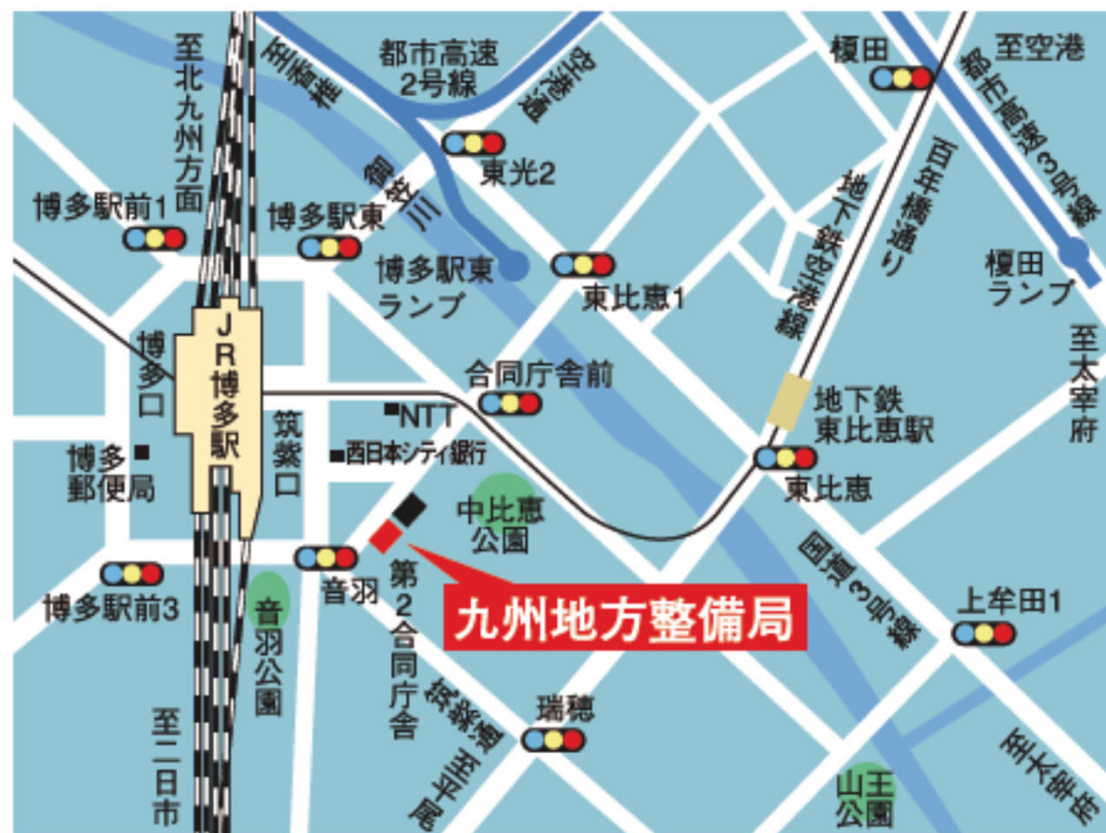 至北九州方面
至香椎
都市高速
2号線
空港通
榎田
至空港
都市高速3号線
東光2
御笠川
博多駅前1
博多駅東
博多駅東
ランプ
東比恵1
地下鉄空港線
百年橋通り
榎田
ランプ
至太宰府
JR博多駅
博多口
筑紫口
合同庁舎前
NTT
西日本シティ銀行
地下鉄
東比恵駅
博多
郵便局
中比恵
公園
東比恵
博多駅前3
音羽
音羽公園
第2合同庁舎
九州地方整備局
国道3号線
上牟田1
筑紫通
至平尾
瑞穂
至二日市
山王
公園
至太宰府